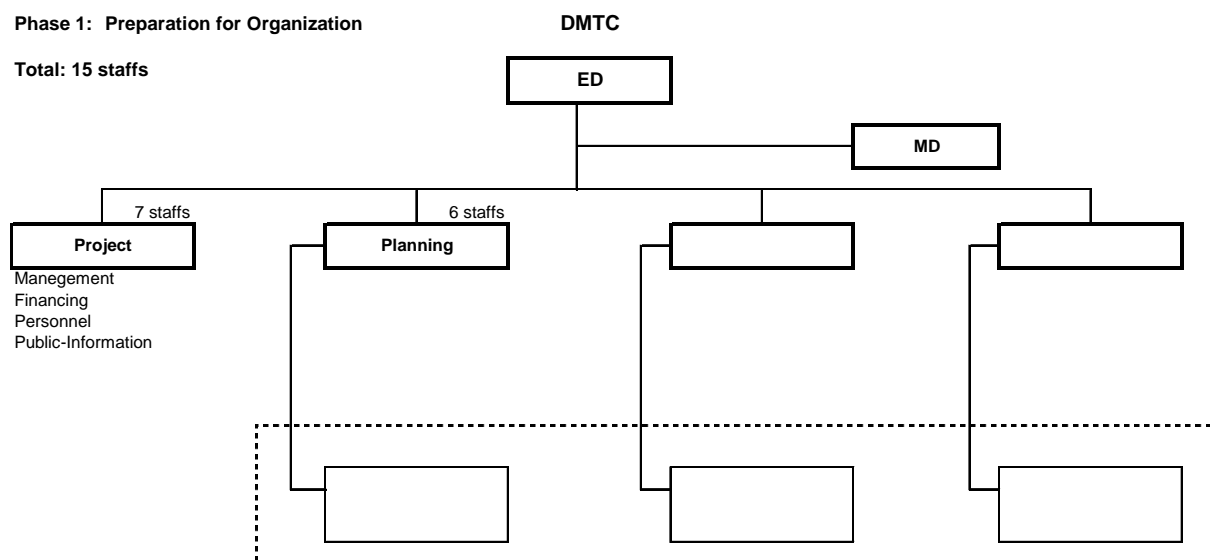 Phase 1: Preparation for Organization
DMTC
Total: 15 staffs
ED
MD
7 staffs
6 staffs
Project
Planning
Manegement
Financing
Personnel
Public-Information